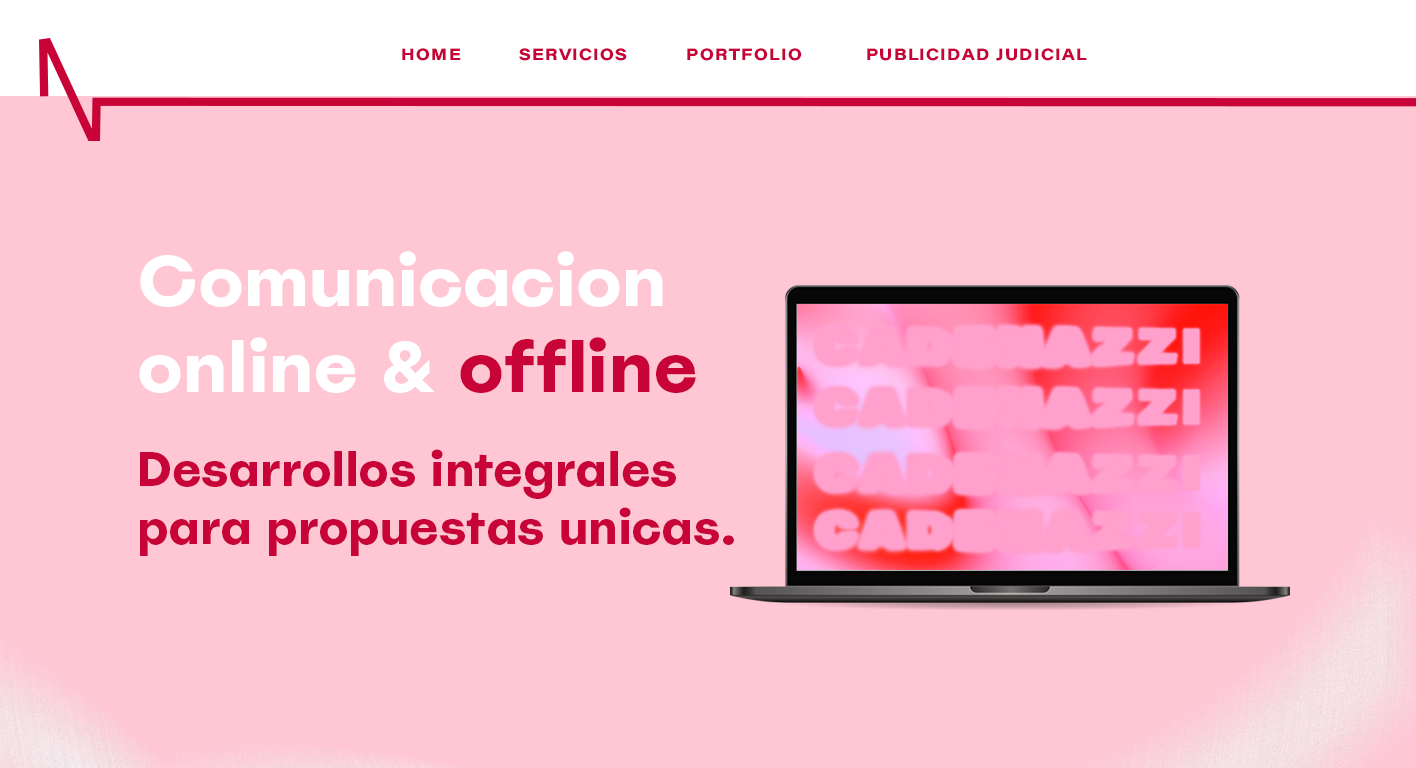 HOME SERVICIOS PORTFOLIO PUBLICIDAD JUDICIAL
Comunicacion
online & offline
Desarrollos integrales
para propuestas unicas.
CADENAZZI
CADENAZZI
CADENAZZI
CADENAZZI